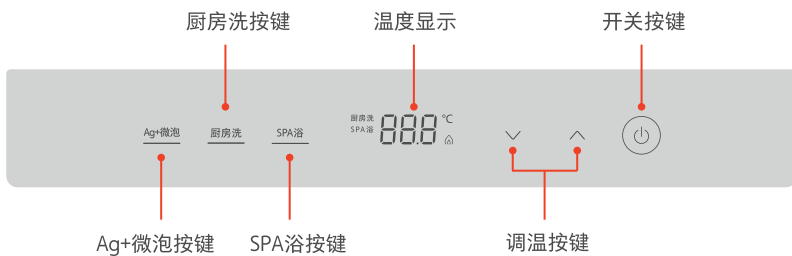 厨房洗按键
温度显示
开关按键
Ag+微泡
厨房洗
SPA浴
厨房洗
SPA浴
88.8
°C
Ag+微泡按键
SPA浴按键
调温按键